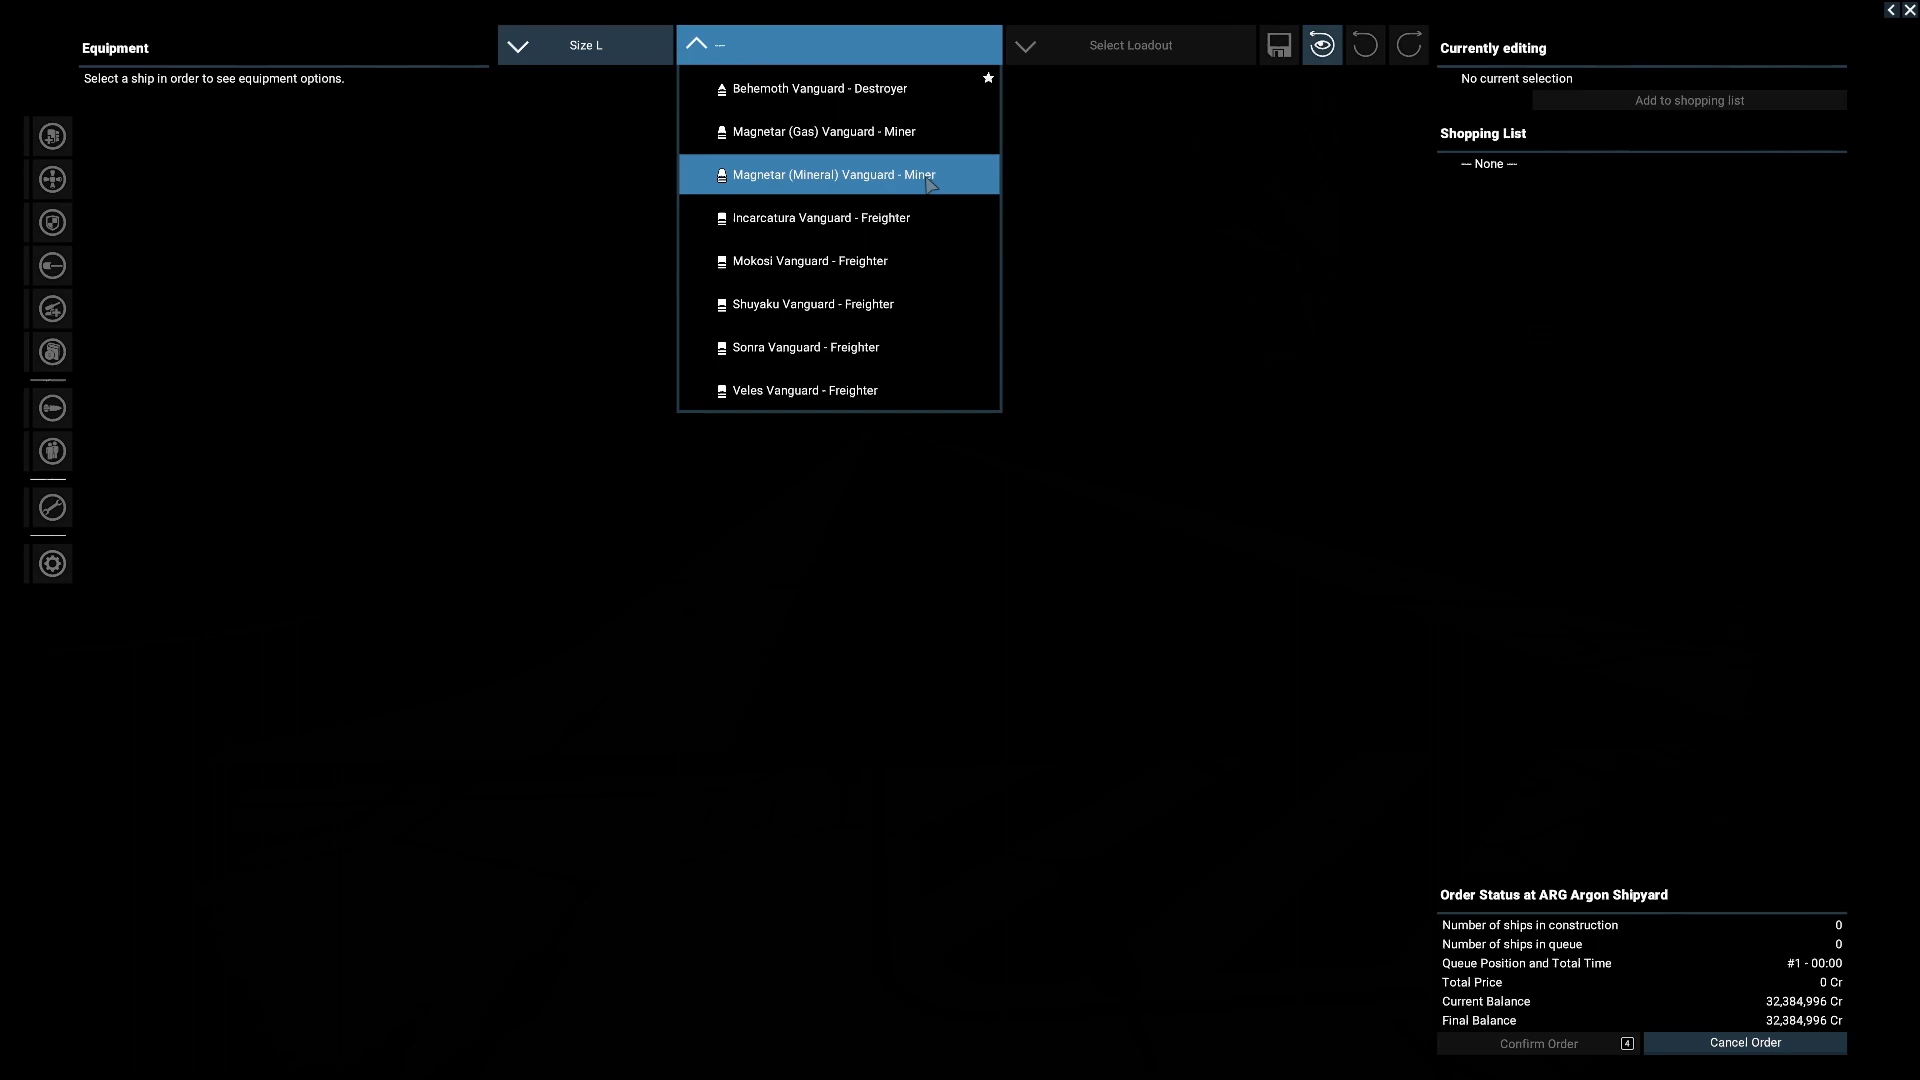 Equipment
Select a ship in order to see equipment options.
Size L
---
Select Loadout
Behemoth Vanguard - Destroyer
Magnetar (Gas) Vanguard - Miner
Magnetar (Mineral) Vanguard - Miner
Incarcatura Vanguard - Freighter
Mokosi Vanguard - Freighter
Shuyaku Vanguard - Freighter
Sonra Vanguard - Freighter
Veles Vanguard - Freighter
Currently editing
No current selection
Add to shopping list
Shopping List
--- None ---
Order Status at ARG Argon Shipyard
Number of ships in construction 0
Number of ships in queue 0
Queue Position and Total Time #1 - 00:00
Total Price 0 Cr
Current Balance 32,384,996 Cr
Final Balance 32,384,996 Cr
Confirm Order 4
Cancel Order